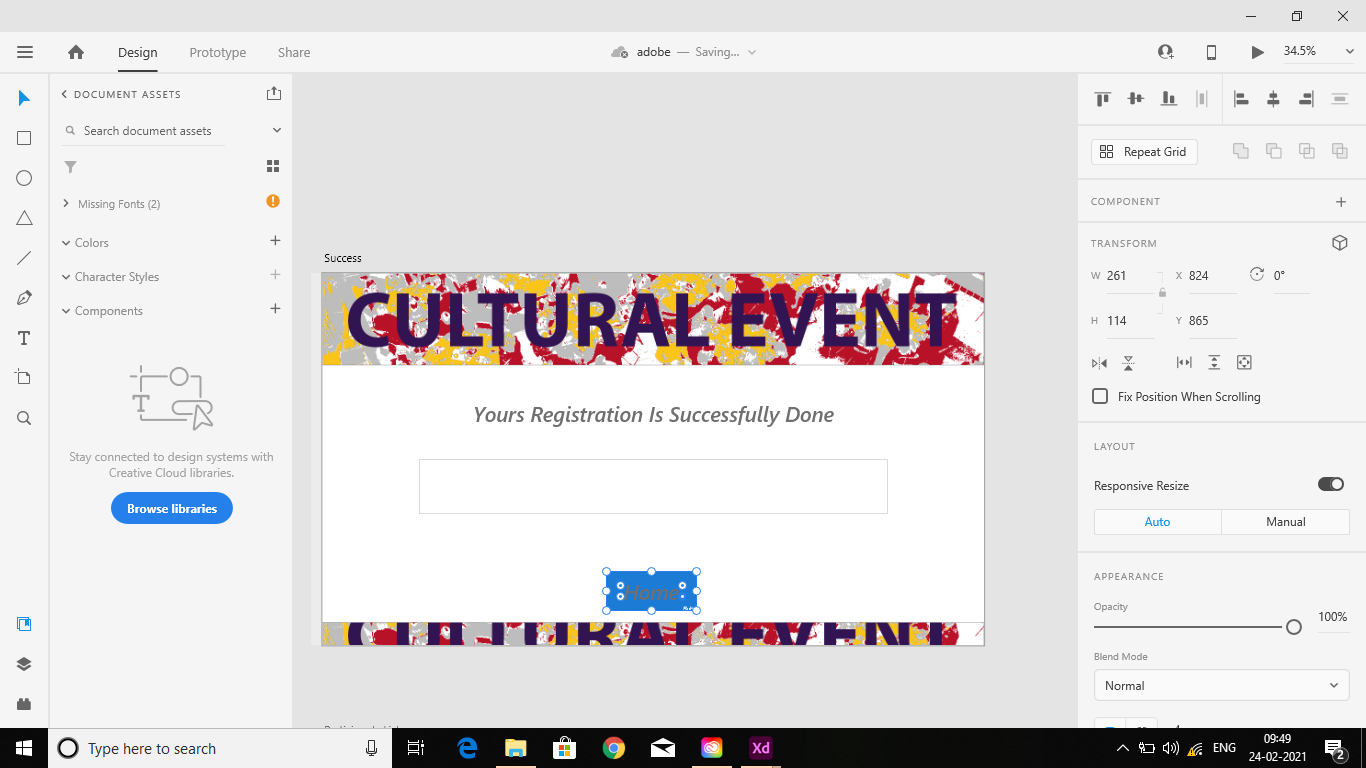 Design
Prototype
Share
adobe — Saving...
34.5%
DOCUMENT ASSETS
Search document assets
Repeat Grid
Missing Fonts (2)
COMPONENT
Colors
TRANSFORM
Character Styles
W 261 X 824 0°
Components
H 114 Y 865
Success
CULTURAL EVENT
Yours Registration Is Successfully Done
Home
CULTURAL EVENT
Fix Position When Scrolling
LAYOUT
Stay connected to design systems with
Creative Cloud libraries.
Responsive Resize
Browse libraries
Auto Manual
APPEARANCE
Opacity
100%
Blend Mode
Normal
Type here to search
Xd
ENG
09:49
24-02-2021
2